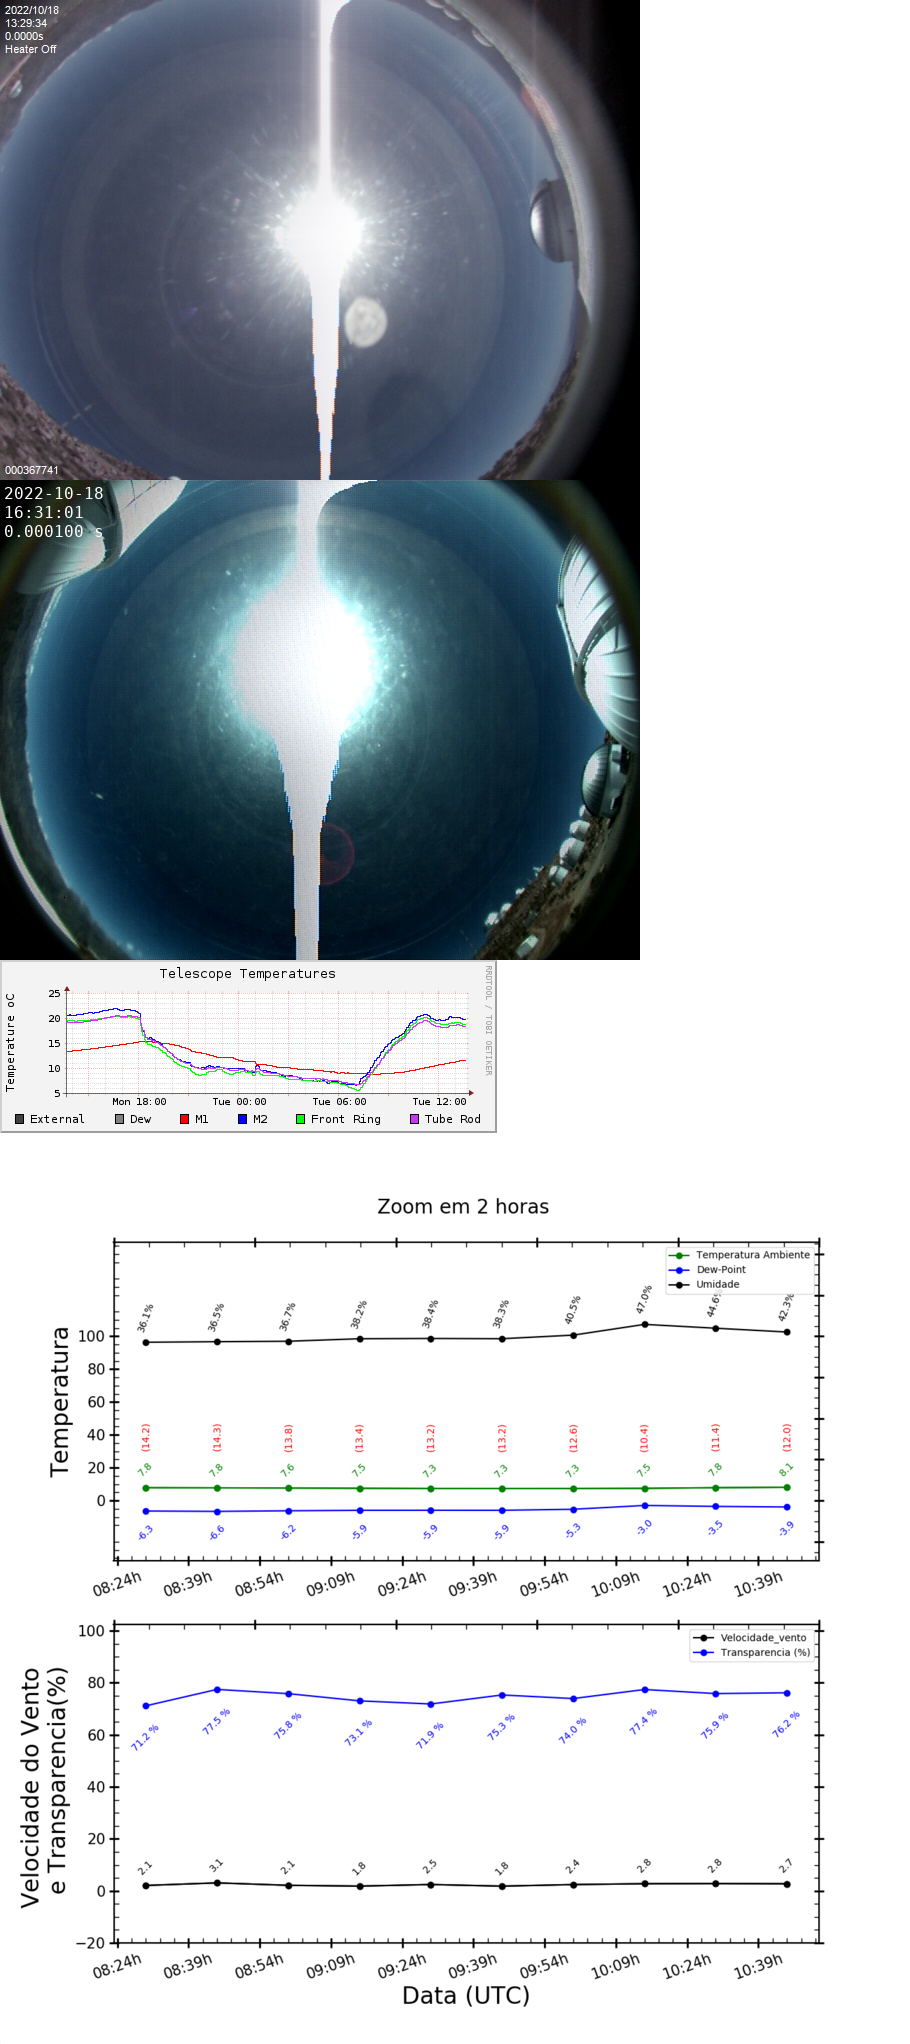 2022/10/18
13:29:34
0.0000s
Heater Off
000367741
2022-10-18
16:31:01
0.000100 s
Telescope Temperatures
RRDTOOL / TOBI OETIKER
Temperature oC
25
20
15
10
5
Mon 18:00 Tue 00:00 Tue 06:00 Tue 12:00
External Dew M1 M2 Front Ring Tube Rod
Zoom em 2 horas
Temperatura Ambiente
Dew-Point
Umidade
Temperatura
100
80
60
40
20
0
36.1% 36.5% 36.7% 38.2% 38.4% 38.3% 40.5% 47.0% 44.6% 42.3%
(14.2) (14.3) (13.8) (13.4) (13.2) (13.2) (12.6) (10.4) (11.4) (12.0)
7.8 7.8 7.6 7.5 7.3 7.3 7.3 7.5 7.8 8.1
-6.3 -6.6 -6.2 -5.9 -5.9 -5.9 -5.3 -3.0 -3.5 -3.9
08:24h 08:39h 08:54h 09:09h 09:24h 09:39h 09:54h 10:09h 10:24h 10:39h
Velocidade_vento
Transparencia (%)
Velocidade do Vento
e Transparencia(%)
100
80
60
40
20
0
−20
71.2 % 77.5 % 75.8 % 73.1 % 71.9 % 75.3 % 74.0 % 77.4 % 75.9 % 76.2 %
2.1 3.1 2.1 1.8 2.5 1.8 2.4 2.8 2.8 2.7
08:24h 08:39h 08:54h 09:09h 09:24h 09:39h 09:54h 10:09h 10:24h 10:39h
Data (UTC)